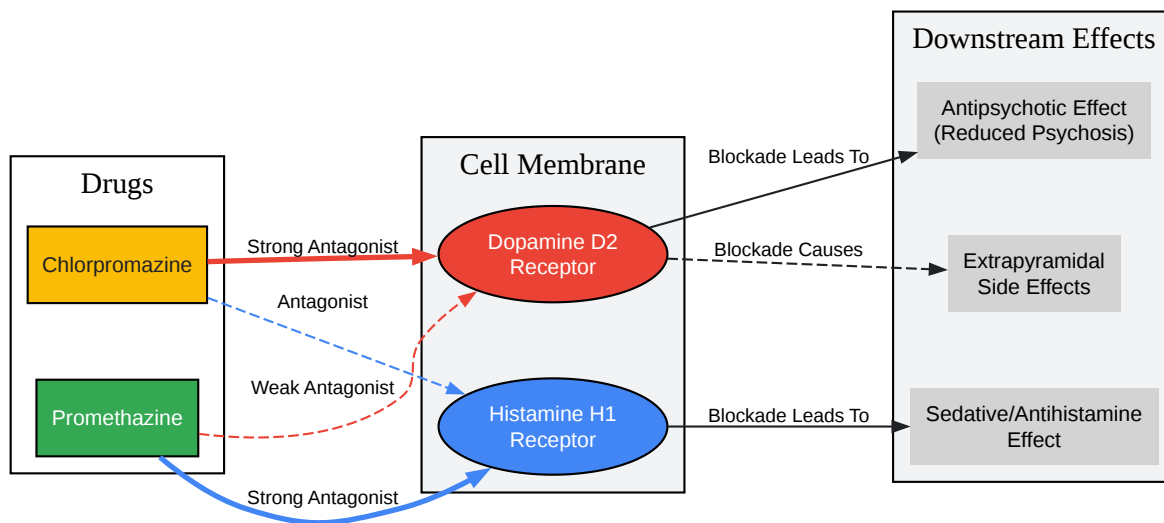 Drugs
Chlorpromazine
Promethazine
Strong Antagonist
Antagonist
Weak Antagonist
Strong Antagonist
Cell Membrane
Dopamine D2
Receptor
Histamine H1
Receptor
Blockade Leads To
Blockade Causes
Blockade Leads To
Downstream Effects
Antipsychotic Effect
(Reduced Psychosis)
Extrapyramidal
Side Effects
Sedative/Antihistamine
Effect